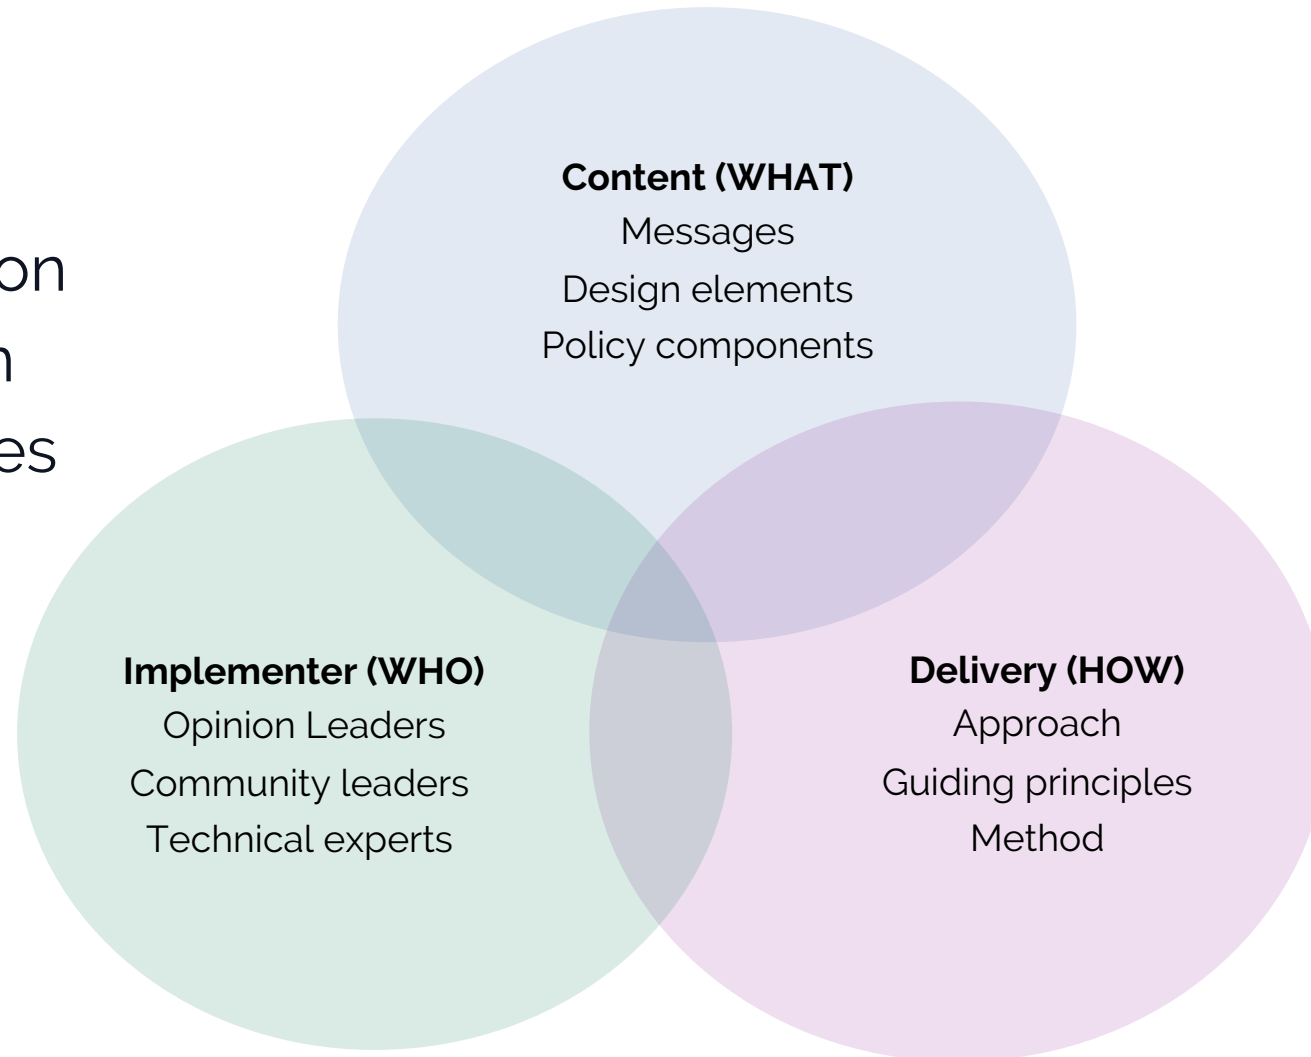 on
n
es
Content (WHAT)
Messages
Design elements
Policy components
Implementer (WHO)
Opinion Leaders
Community leaders
Technical experts
Delivery (HOW)
Approach
Guiding principles
Method